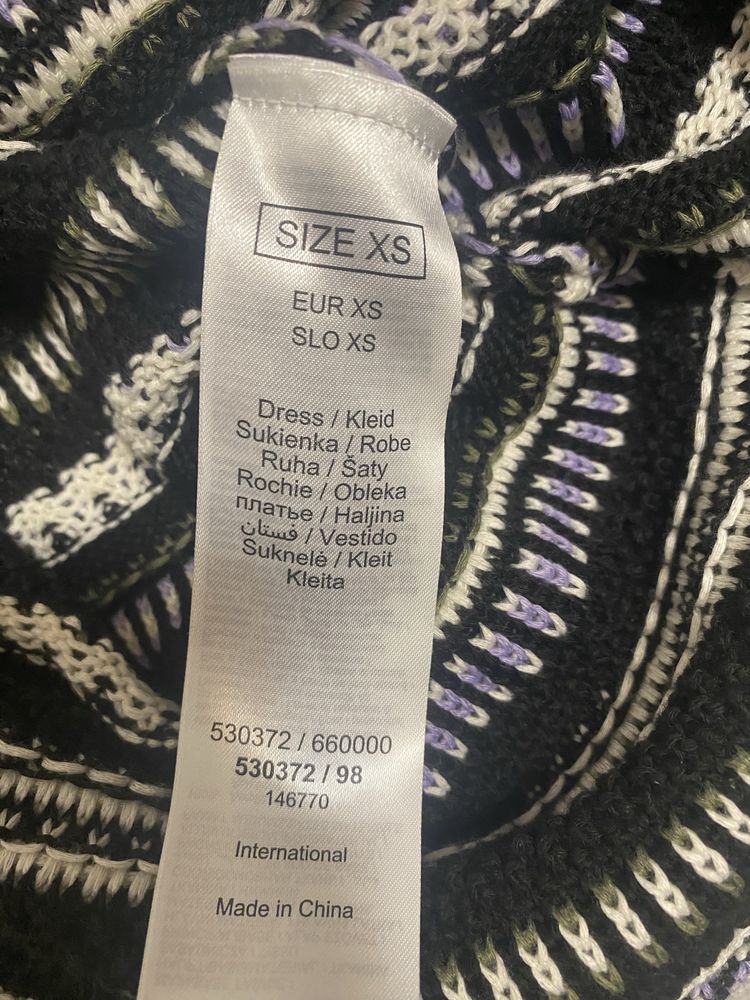 SIZE XS
EUR XS
SLO XS
Dress / Kleid
Sukienka / Robe
Ruha / Šaty
Rochie / Obleka
платье / Haljina
فستان / Vestido
Suknelė / Kleit
Kleita
530372 / 660000
530372 / 98
146770
International
Made in China